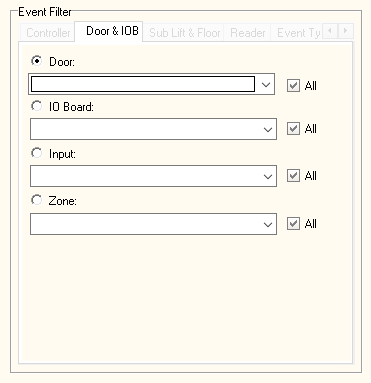 Event Filter
Controller Door & IOB Sub Lift & Floor Reader Event Ty
Door:
All
IO Board:
All
Input:
All
Zone:
All